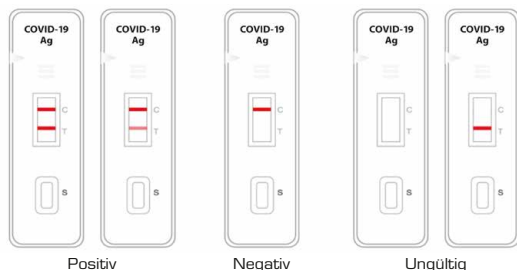 COVID-19
Ag
C
T
S
COVID-19
Ag
C
T
S
COVID-19
Ag
C
T
S
COVID-19
Ag
C
T
S
COVID-19
Ag
C
T
S
Positiv
Negativ
Ungültig